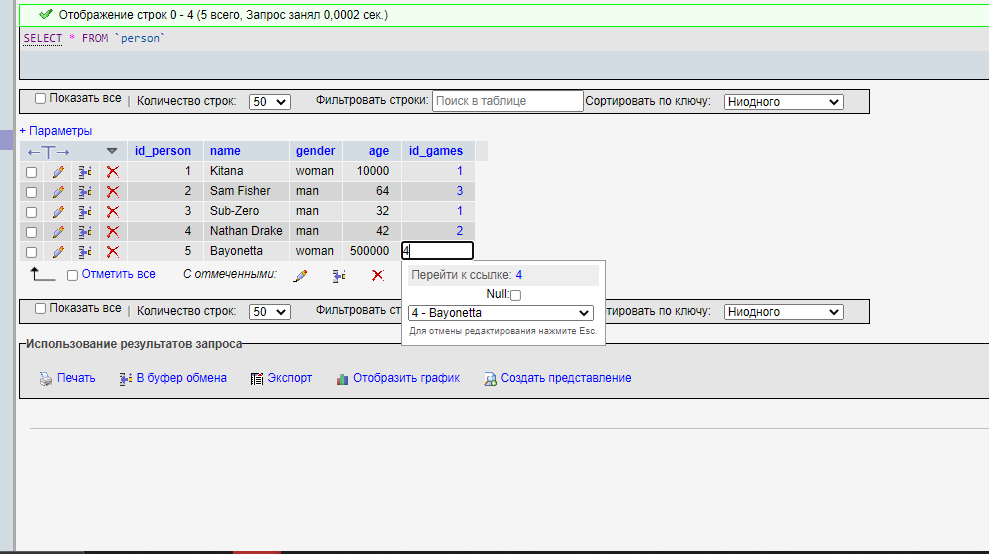 Отображение строк 0 - 4 (5 всего, Запрос занял 0,0002 сек.)
SELECT * FROM `person`
Показать все | Количество строк: 50 Фильтровать строки: Поиск в таблице Сортировать по ключу: Ниодного
+ Параметры
←T→ id_person name gender age id_games
1 Kitana woman 10000 1
2 Sam Fisher man 64 3
3 Sub-Zero man 32 1
4 Nathan Drake man 42 2
5 Bayonetta woman 500000 4
Отметить все С отмеченными:
Перейти к ссылке: 4
Null:
4 - Bayonetta
Для отмены редактирования нажмите Esc.
Показать все | Количество строк: 50 Фильтровать ст тировать по ключу: Ниодного
Использование результатов запроса
Печать В буфер обмена Экспорт Отобразить график Создать представление